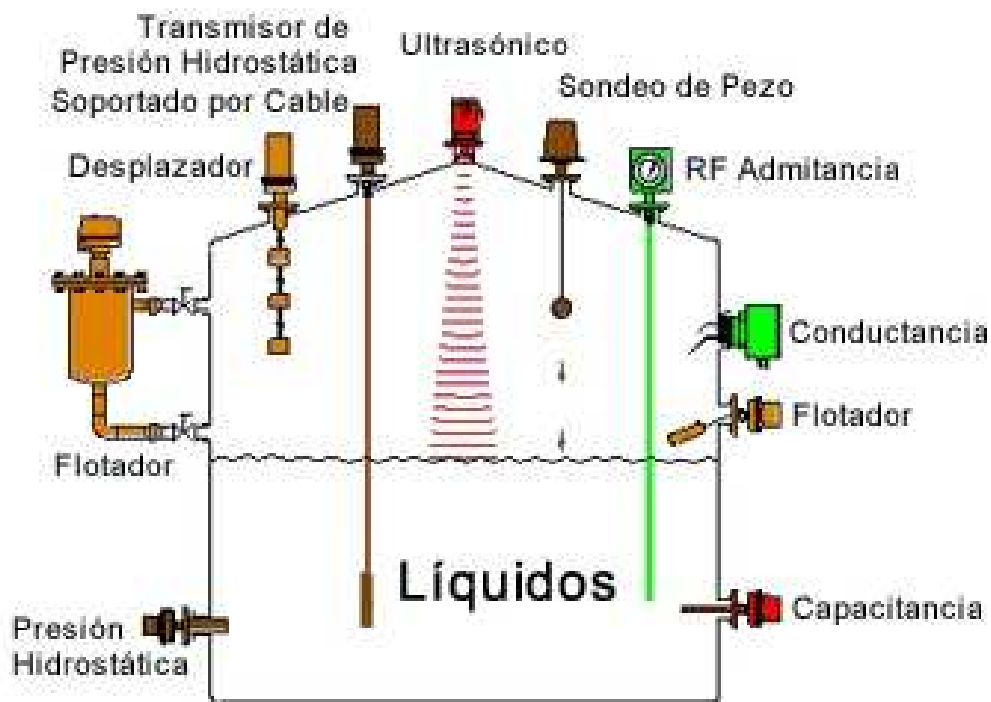 Transmisor de
Presión Hidrostática
Soportado por Cable
Ultrasónico
Sondeo de Pezo
Desplazador
RF Admitancia
Conductancia
Flotador
Flotador
Líquidos
Capacitancia
Presión
Hidrostática